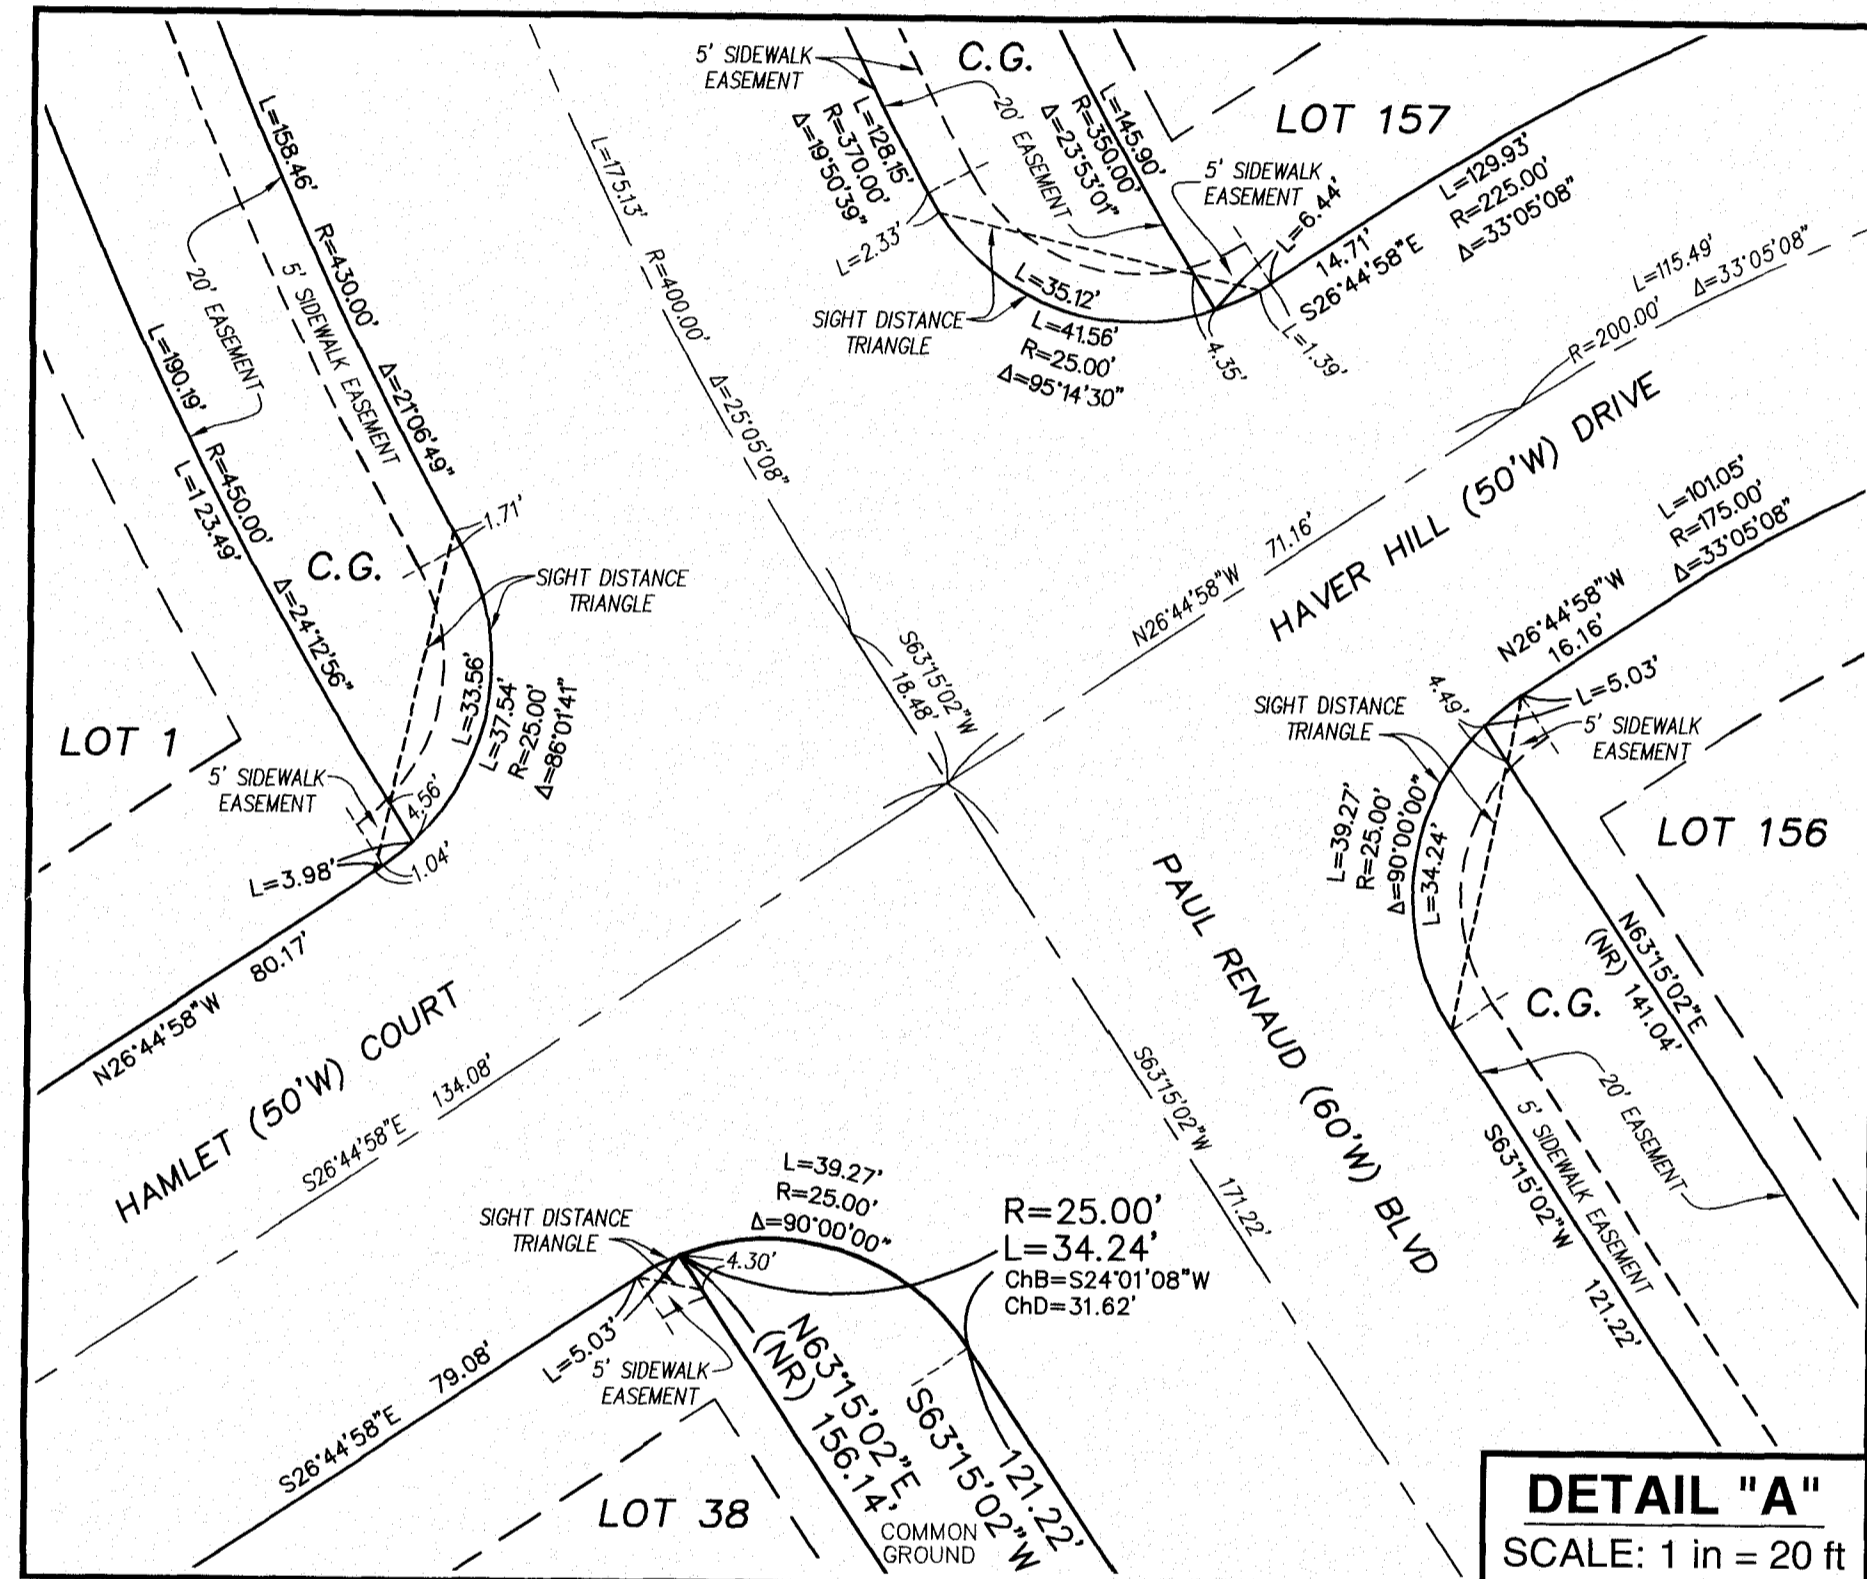 5' SIDEWALK
EASEMENT
C.G.
L=128.15'
R=370.00'
Δ=19°50'39"
L=2.33'
20' EASEMENT
L=145.90'
R=350.00'
Δ=23°53'01"
LOT 157
5' SIDEWALK
EASEMENT
L=6.44'
14.71'
S26°44'58"E
L=129.93'
R=225.00'
Δ=33°05'08"
L=115.49'
Δ=33°05'08"
R=200.00'
L=35.12'
L=41.56'
R=25.00'
Δ=95°14'30"
SIGHT DISTANCE
TRIANGLE
4.35'
L=1.39'
L=158.46'
R=430.00'
Δ=21°06'49"
20' EASEMENT
5' SIDEWALK EASEMENT
L=190.19'
R=450.00'
L=123.49'
Δ=24°12'56"
L=175.13'
R=400.00'
Δ=25°05'08"
C.G.
1.71'
SIGHT DISTANCE
TRIANGLE
L=33.56'
L=37.54'
R=25.00'
Δ=86°01'41"
LOT 1
5' SIDEWALK
EASEMENT
4.56'
1.04'
L=3.98'
S63°15'02"W
18.48'
N26°44'58"W
71.16'
HAVER HILL (50'W) DRIVE
L=101.05'
R=175.00'
Δ=33°05'08"
N26°44'58"W
16.16'
L=5.03'
4.49'
SIGHT DISTANCE
TRIANGLE
5' SIDEWALK
EASEMENT
LOT 156
L=39.27'
R=25.00'
Δ=90°00'00"
L=34.24'
C.G.
N63°15'02"E
(NR) 141.04'
20' EASEMENT
5' SIDEWALK EASEMENT
S63°15'02"W
121.22'
N26°44'58"W
80.17'
HAMLET (50'W) COURT
S26°44'58"E
134.08'
PAUL RENAUD (60'W) BLVD
S63°15'02"W
171.22'
L=39.27'
R=25.00'
Δ=90°00'00"
SIGHT DISTANCE
TRIANGLE
4.30'
R=25.00'
L=34.24'
ChB=S24°01'08"W
ChD=31.62'
L=5.03'
5' SIDEWALK
EASEMENT
S26°44'58"E
79.08'
N63°15'02"E
(NR) 156.14'
S63°15'02"W
121.22'
LOT 38
COMMON
GROUND
DETAIL "A"
SCALE: 1 in = 20 ft